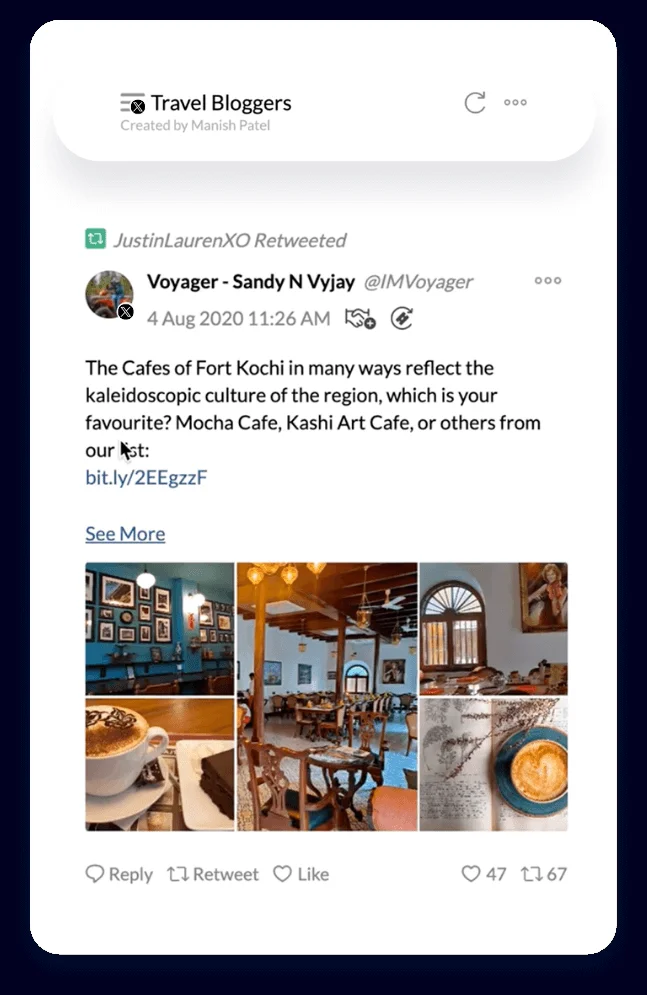 Travel Bloggers
Created by Manish Patel
JustinLaurenXO Retweeted
Voyager - Sandy N Vyjay @IMVoyager
4 Aug 2020 11:26 AM
The Cafes of Fort Kochi in many ways reflect the
kaleidoscopic culture of the region, which is your
favourite? Mocha Cafe, Kashi Art Cafe, or others from
our list:
bit.ly/2EEgzzF
See More
Reply Retweet Like 47 67